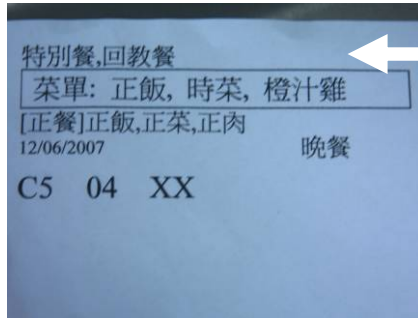 特別餐,回教餐
菜單: 正飯, 時菜, 橙汁雞
[正餐]正飯,正菜,正肉
12/06/2007 晚餐
C5 04 XX